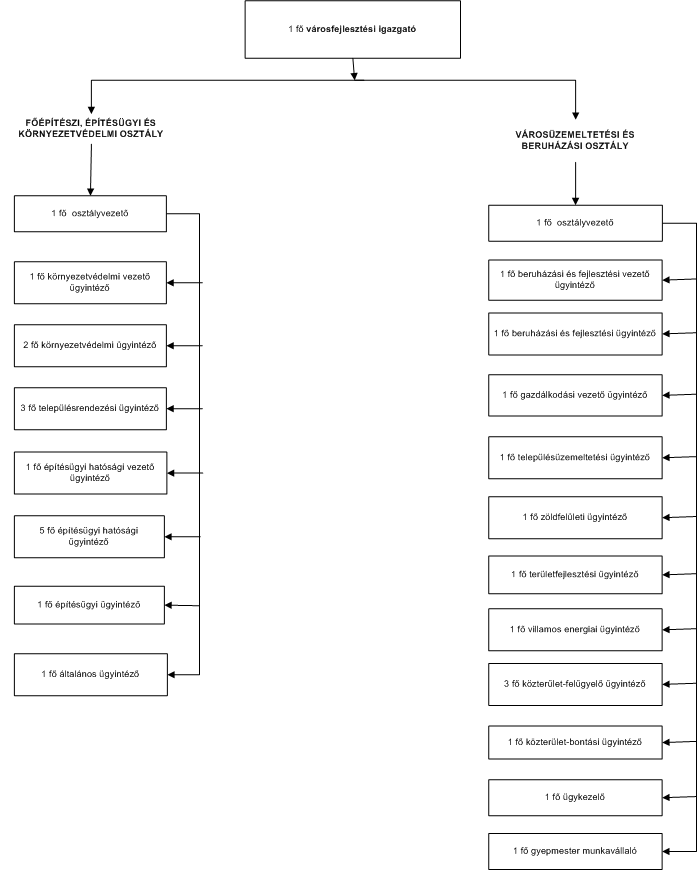 1 fő városfejlesztési igazgató
FŐÉPÍTÉSZI, ÉPÍTÉSÜGYI ÉS
KÖRNYEZETVÉDELMI OSZTÁLY
1 fő osztályvezető
1 fő környezetvédelmi vezető
ügyintéző
2 fő környezetvédelmi ügyintéző
3 fő településrendezési ügyintéző
1 fő építésügyi hatósági vezető
ügyintéző
5 fő építésügyi hatósági
ügyintéző
1 fő építésügyi ügyintéző
1 fő általános ügyintéző
VÁROSÜZEMELTETÉSI ÉS
BERUHÁZÁSI OSZTÁLY
1 fő osztályvezető
1 fő beruházási és fejlesztési vezető
ügyintéző
1 fő beruházási és fejlesztési ügyintéző
1 fő gazdálkodási vezető ügyintéző
1 fő településüzemeltetési ügyintéző
1 fő zöldfelületi ügyintéző
1 fő területfejlesztési ügyintéző
1 fő villamos energiai ügyintéző
3 fő közterület-felügyelő ügyintéző
1 fő közterület-bontási ügyintéző
1 fő ügykezelő
1 fő gyepmester munkavállaló